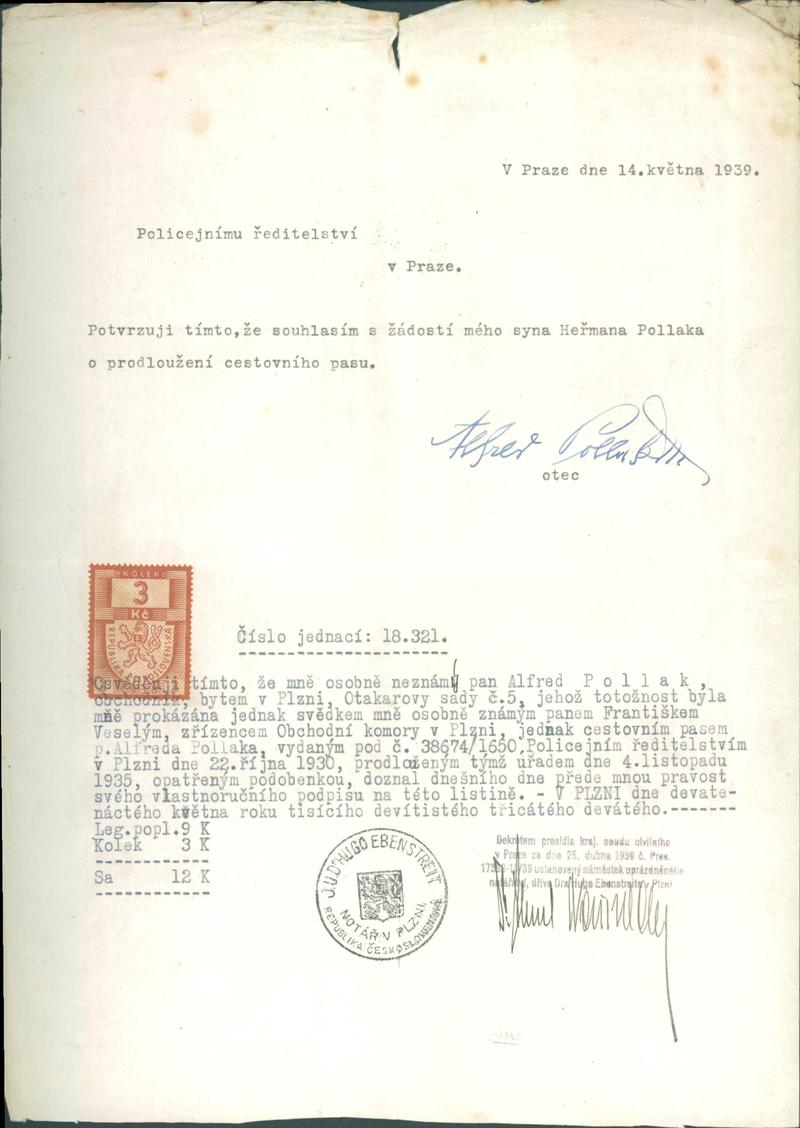 V Praze dne 14.května 1939.
Policejnímu ředitelství
v Praze.
Potvrzuji tímto,že souhlasím s žádostí mého syna Heřmana Pollaka
o prodloužení cestovního pasu.
Alfred Pollak
otec
KOLEK
3
Kč
REPUBLIKA ČESKOSLOVENSKÁ
Číslo jednací: 18.321.
Osvědčuji tímto, že mně osobně neznámý pan Alfred P o l l a k ,
obchodník, bytem v Plzni, Otakarovy sady č.5, jehož totožnost byla
mně prokázána jednak svědkem mně osobně známým panem Františkem
Veselým, zřízencem Obchodní komory v Plzni, jednak cestovním pasem
p.Alfreda Pollaka, vydaným pod č. 38674/1650,Policejním ředitelstvím
v Plzni dne 22.října 1930, prodlouženým týmž úřadem dne 4.listopadu
1935, opatřeným podobenkou, doznal dnešního dne přede mnou pravost
svého vlastnoručního podpisu na této listině. - V PLZNI dne devate-
náctého května roku tisícího devítistého třicátého devátého.-------
Leg.popl.9 K
Kolek 3 K
Sa 12 K
J.U.DR HUGO EBENSTREIT
NOTÁŘ V PLZNI
REPUBLIKA ČESKOSLOVENSKÁ
Dekretem presidia kraj. soudu civilního
v Praze ze dne 25. dubna 1939 č. Pres.
ustanovený náměstek uprázdněného
notářství, dříve Dra Hugo Ebenstreita v Plzni